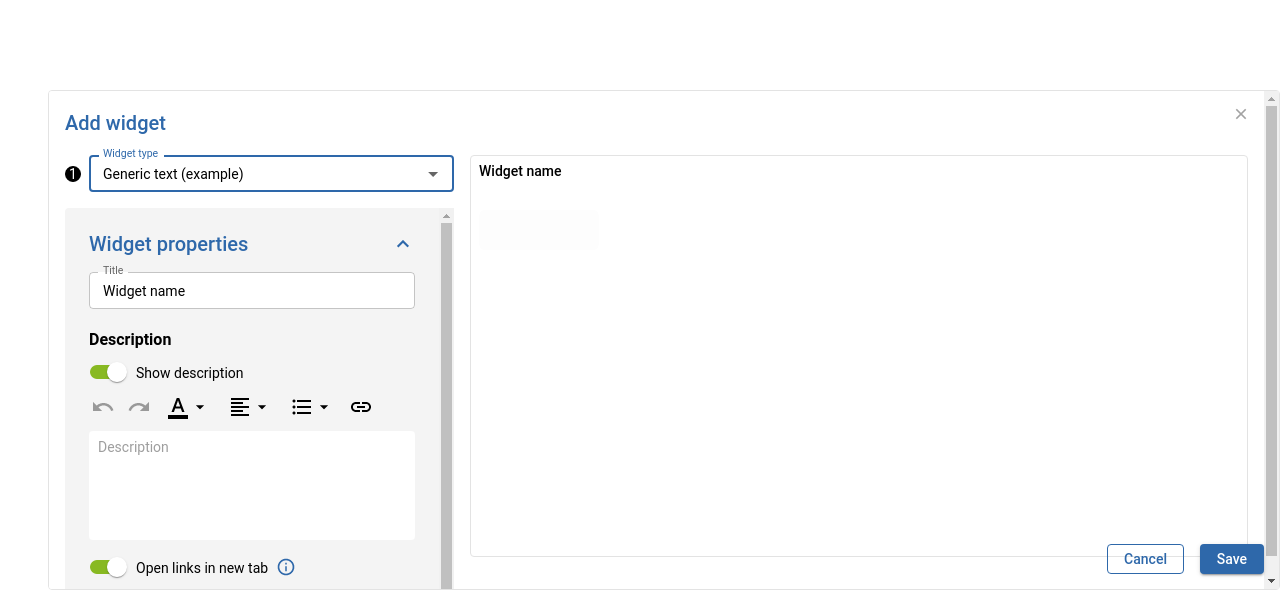 Add widget
Widget type
1
Generic text (example)
Widget name
Widget properties
Title
Widget name
Description
Show description
A
Description
Open links in new tab
Cancel
Save